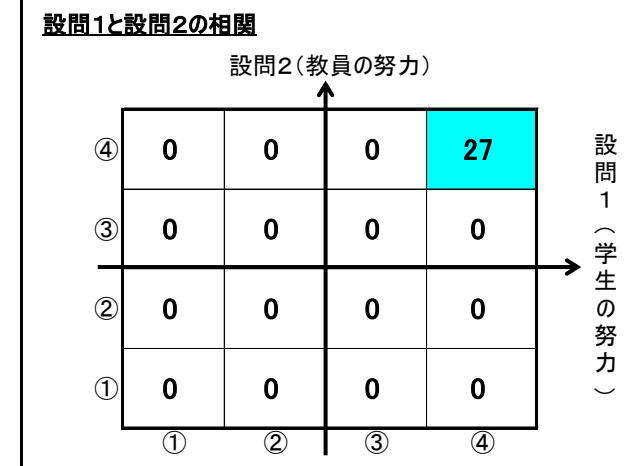 設問1と設問2の相関
設問2(教員の努力)
④ 0 0 0 27
③ 0 0 0 0
② 0 0 0 0
① 0 0 0 0
① ② ③ ④
設問1(学生の努力)